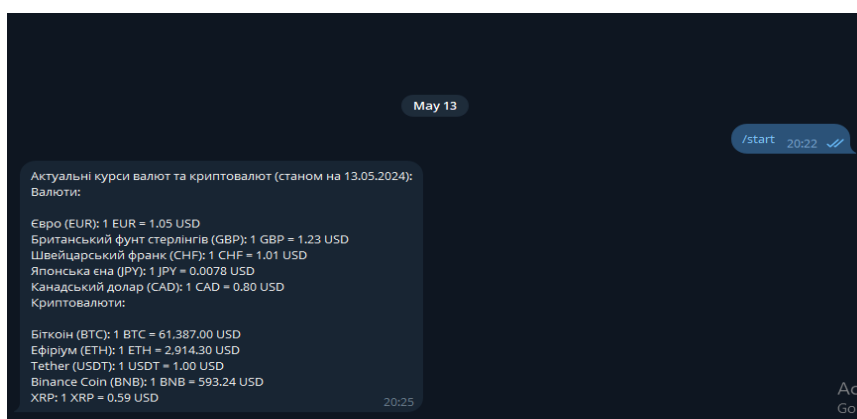 May 13
/start 20:22
Актуальні курси валют та криптовалют (станом на 13.05.2024):
Валюти:
Євро (EUR): 1 EUR = 1.05 USD
Британський фунт стерлінгів (GBP): 1 GBP = 1.23 USD
Швейцарський франк (CHF): 1 CHF = 1.01 USD
Японська єна (JPY): 1 JPY = 0.0078 USD
Канадський долар (CAD): 1 CAD = 0.80 USD
Криптовалюти:
Біткоін (BTC): 1 BTC = 61,387.00 USD
Ефіріум (ETH): 1 ETH = 2,914.30 USD
Tether (USDT): 1 USDT = 1.00 USD
Binance Coin (BNB): 1 BNB = 593.24 USD
XRP: 1 XRP = 0.59 USD
20:25
Go